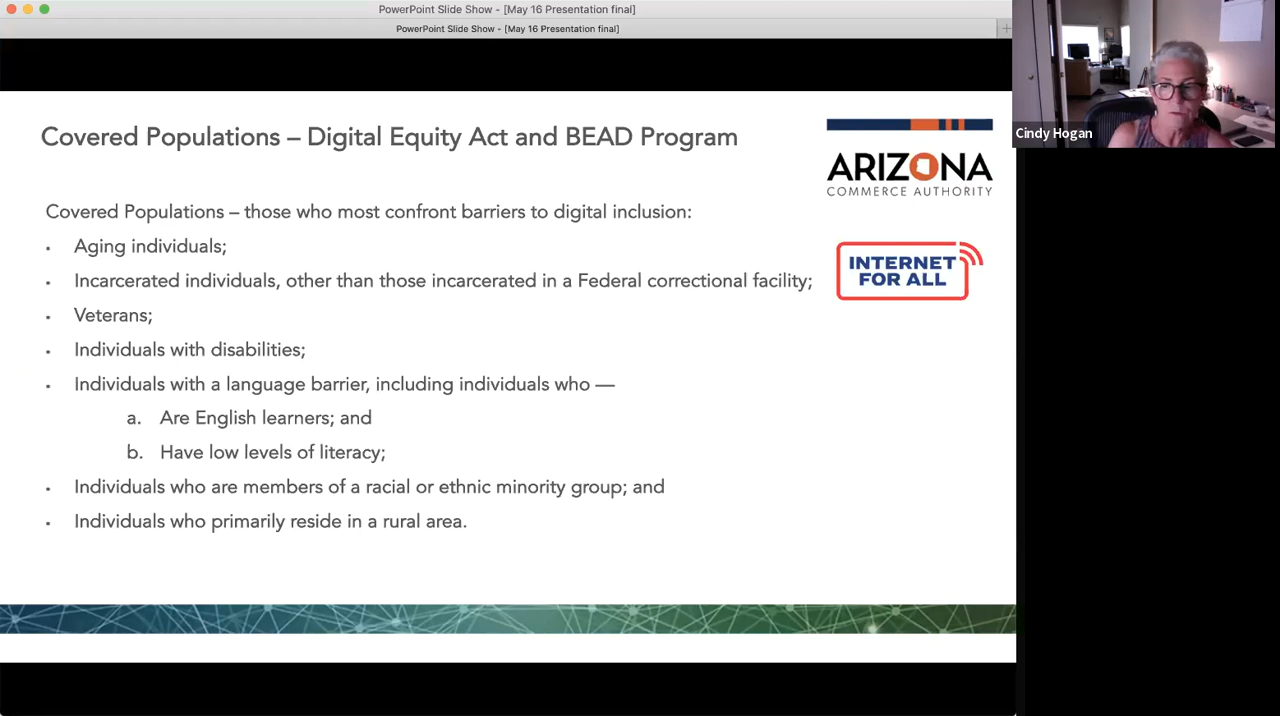 PowerPoint Slide Show - [May 16 Presentation final]
PowerPoint Slide Show - [May 16 Presentation final]
Cindy Hogan
Covered Populations – Digital Equity Act and BEAD Program
ARIZONA
COMMERCE AUTHORITY
Covered Populations – those who most confront barriers to digital inclusion:
INTERNET
FOR ALL
• Aging individuals;
• Incarcerated individuals, other than those incarcerated in a Federal correctional facility;
• Veterans;
• Individuals with disabilities;
• Individuals with a language barrier, including individuals who —
a. Are English learners; and
b. Have low levels of literacy;
• Individuals who are members of a racial or ethnic minority group; and
• Individuals who primarily reside in a rural area.